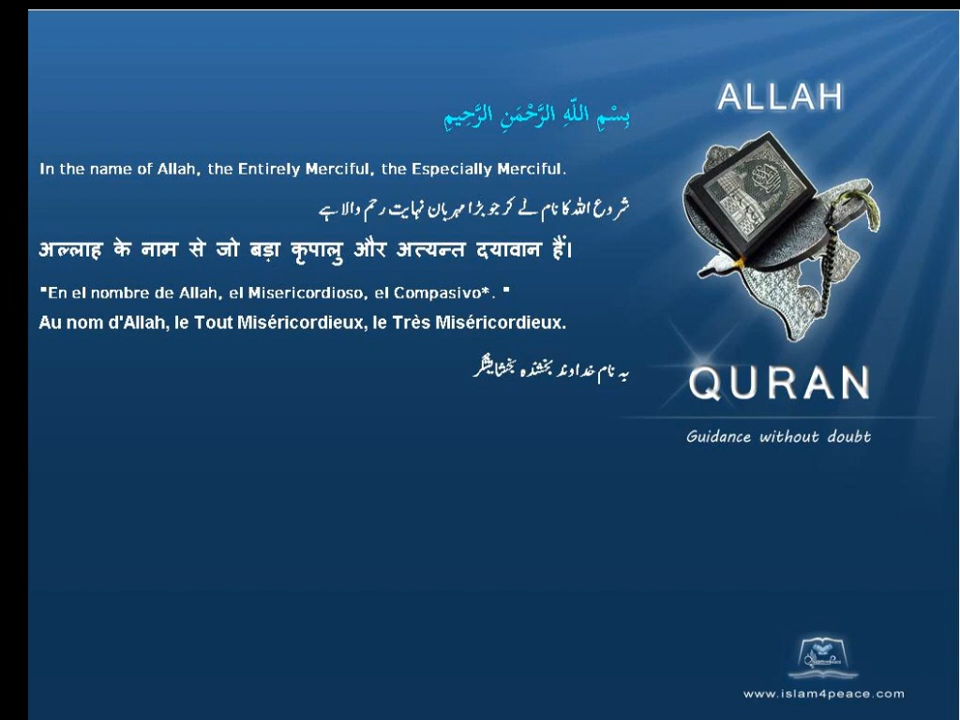 بِسْمِ اللَّهِ الرَّحْمَنِ الرَّحِيمِ
In the name of Allah, the Entirely Merciful, the Especially Merciful.
شروع الله کا نام لے کر جو بڑا مہربان نہایت رحم والا ہے
अल्लाह के नाम से जो बड़ा कृपालु और अत्यन्त दयावान हैं।
"En el nombre de Allah, el Misericordioso, el Compasivo*. "
Au nom d'Allah, le Tout Miséricordieux, le Très Miséricordieux.
به نام خداوند بخشنده بخشایشگر
ALLAH
QURAN
Guidance without doubt
www.islam4peace.com